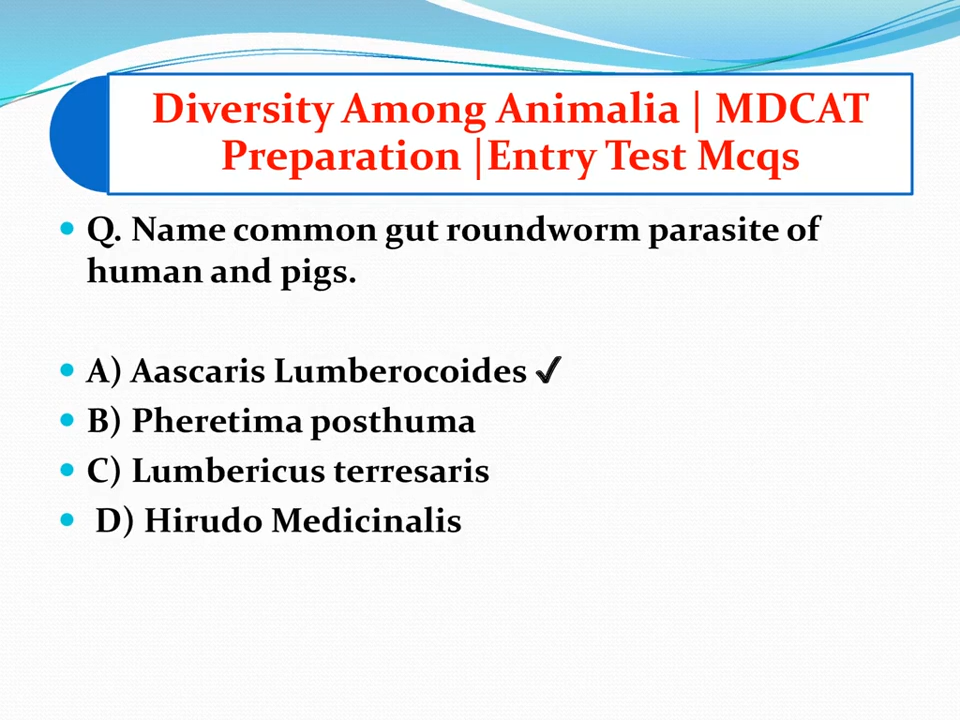 Diversity Among Animalia | MDCAT
Preparation |Entry Test Mcqs
• Q. Name common gut roundworm parasite of
human and pigs.
• A) Aascaris Lumberocoides ✓
• B) Pheretima posthuma
• C) Lumbericus terresaris
• D) Hirudo Medicinalis